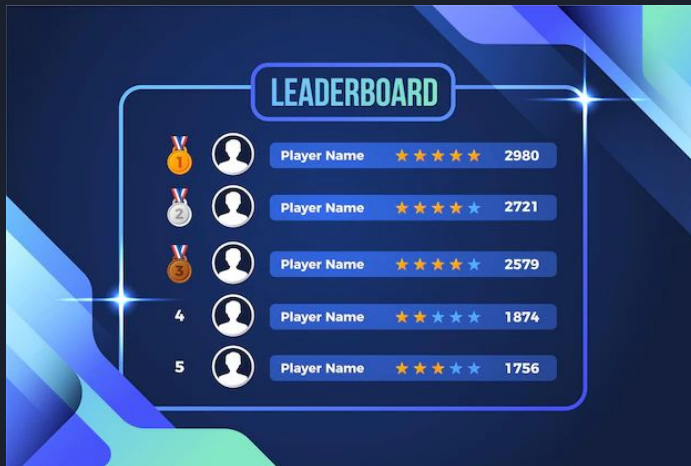 LEADERBOARD
1 Player Name 2980
2 Player Name 2721
3 Player Name 2579
4 Player Name 1874
5 Player Name 1756